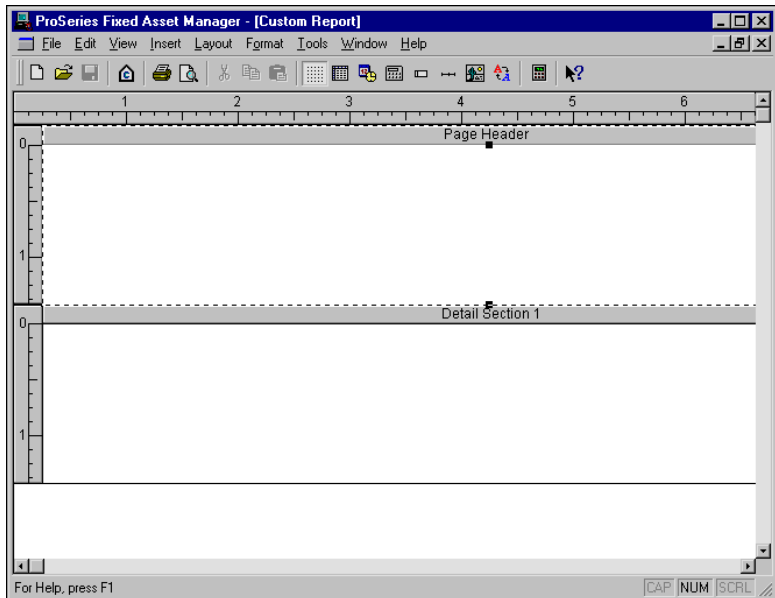 ProSeries Fixed Asset Manager - [Custom Report]
File Edit View Insert Layout Format Tools Window Help
1 2 3 4 5 6
Page Header
0
1
Detail Section 1
0
1
For Help, press F1 CAP NUM SCRL